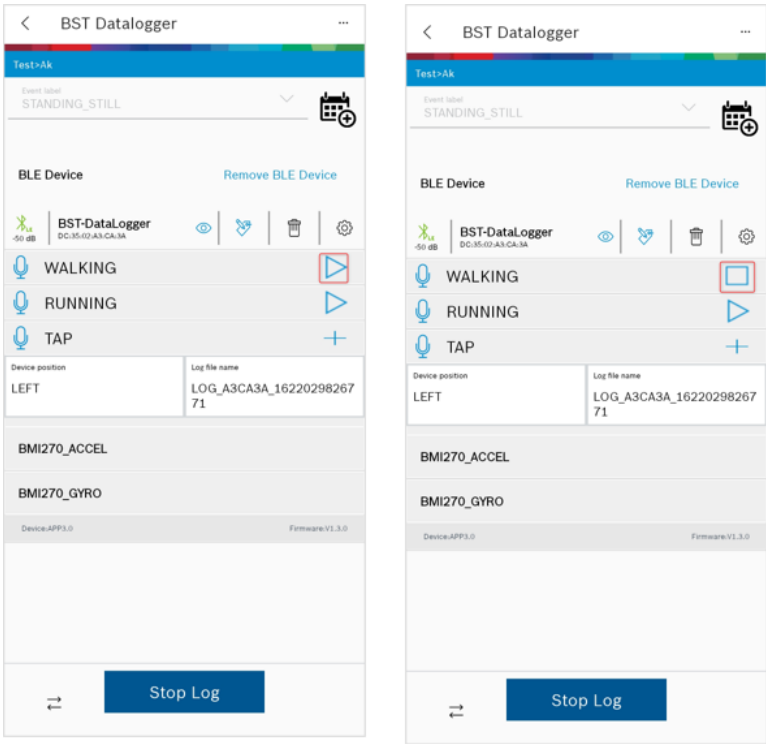 BST Datalogger
Test>Ak
Event label
STANDING_STILL
BLE Device Remove BLE Device
LE
-50 dB
BST-DataLogger
DC:35:02:A3:CA:3A
WALKING
RUNNING
TAP
Device position
LEFT
Log file name
LOG_A3CA3A_16220298267
71
BMI270_ACCEL
BMI270_GYRO
Device:APP3.0 Firmware:V1.3.0
Stop Log
BST Datalogger
Test>Ak
Event label
STANDING_STILL
BLE Device Remove BLE Device
LE
-50 dB
BST-DataLogger
DC:35:02:A3:CA:3A
WALKING
RUNNING
TAP
Device position
LEFT
Log file name
LOG_A3CA3A_16220298267
71
BMI270_ACCEL
BMI270_GYRO
Device:APP3.0 Firmware:V1.3.0
Stop Log